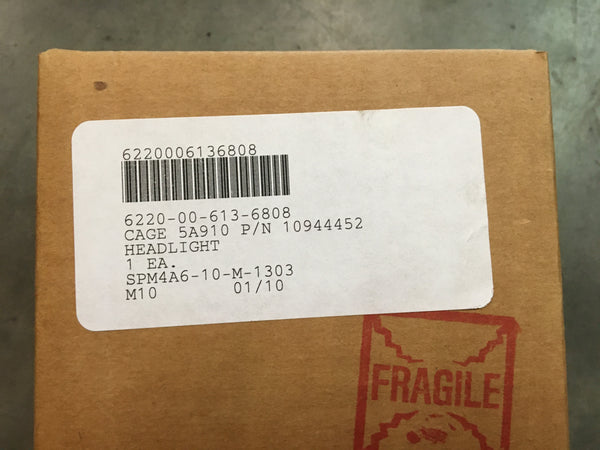 6220006136808
6220-00-613-6808
CAGE 5A910 P/N 10944452
HEADLIGHT
1 EA.
SPM4A6-10-M-1303
M10 01/10
FRAGILE